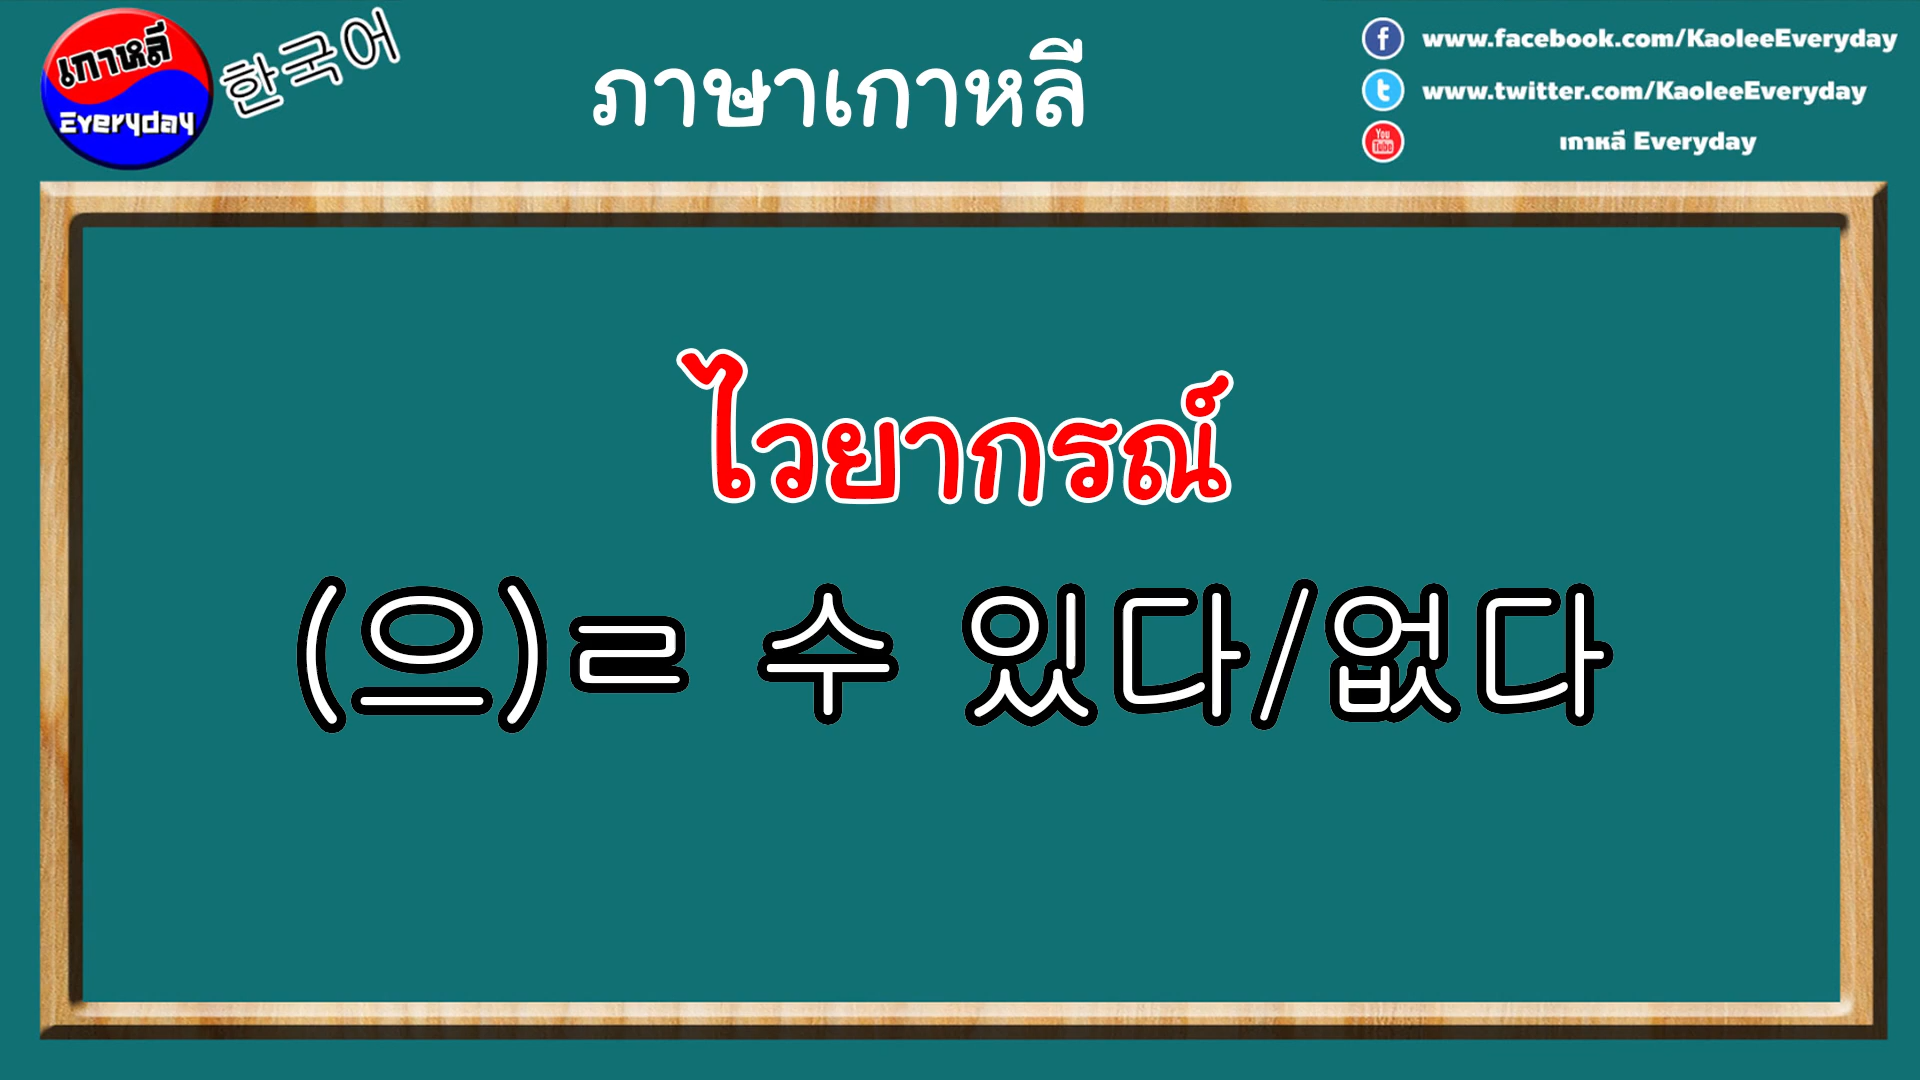 เกาหลี
Everyday
한국어
ภาษาเกาหลี
www.facebook.com/KaoleeEveryday
www.twitter.com/KaoleeEveryday
You
Tube
เกาหลี Everyday
ไวยากรณ์
(으)ㄹ 수 있다/없다